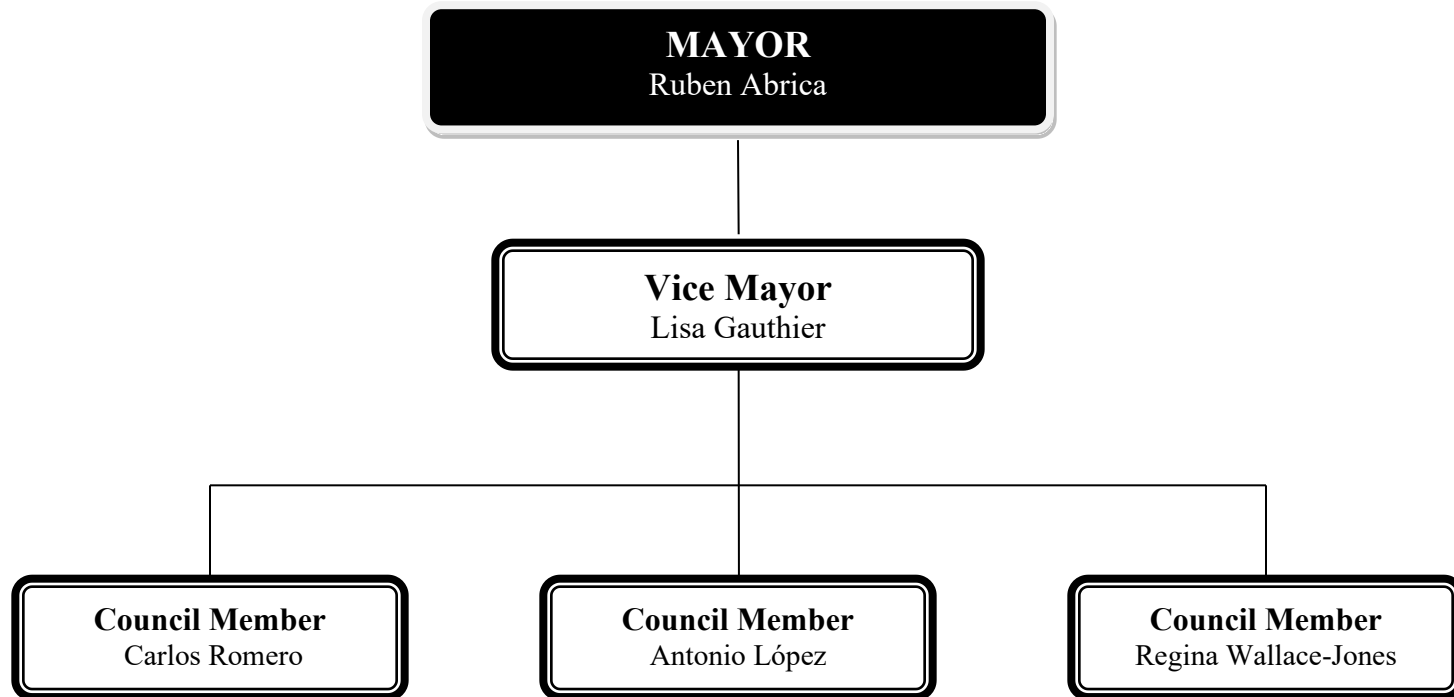 MAYOR
Ruben Abrica
Vice Mayor
Lisa Gauthier
Council Member
Carlos Romero
Council Member
Antonio López
Council Member
Regina Wallace-Jones